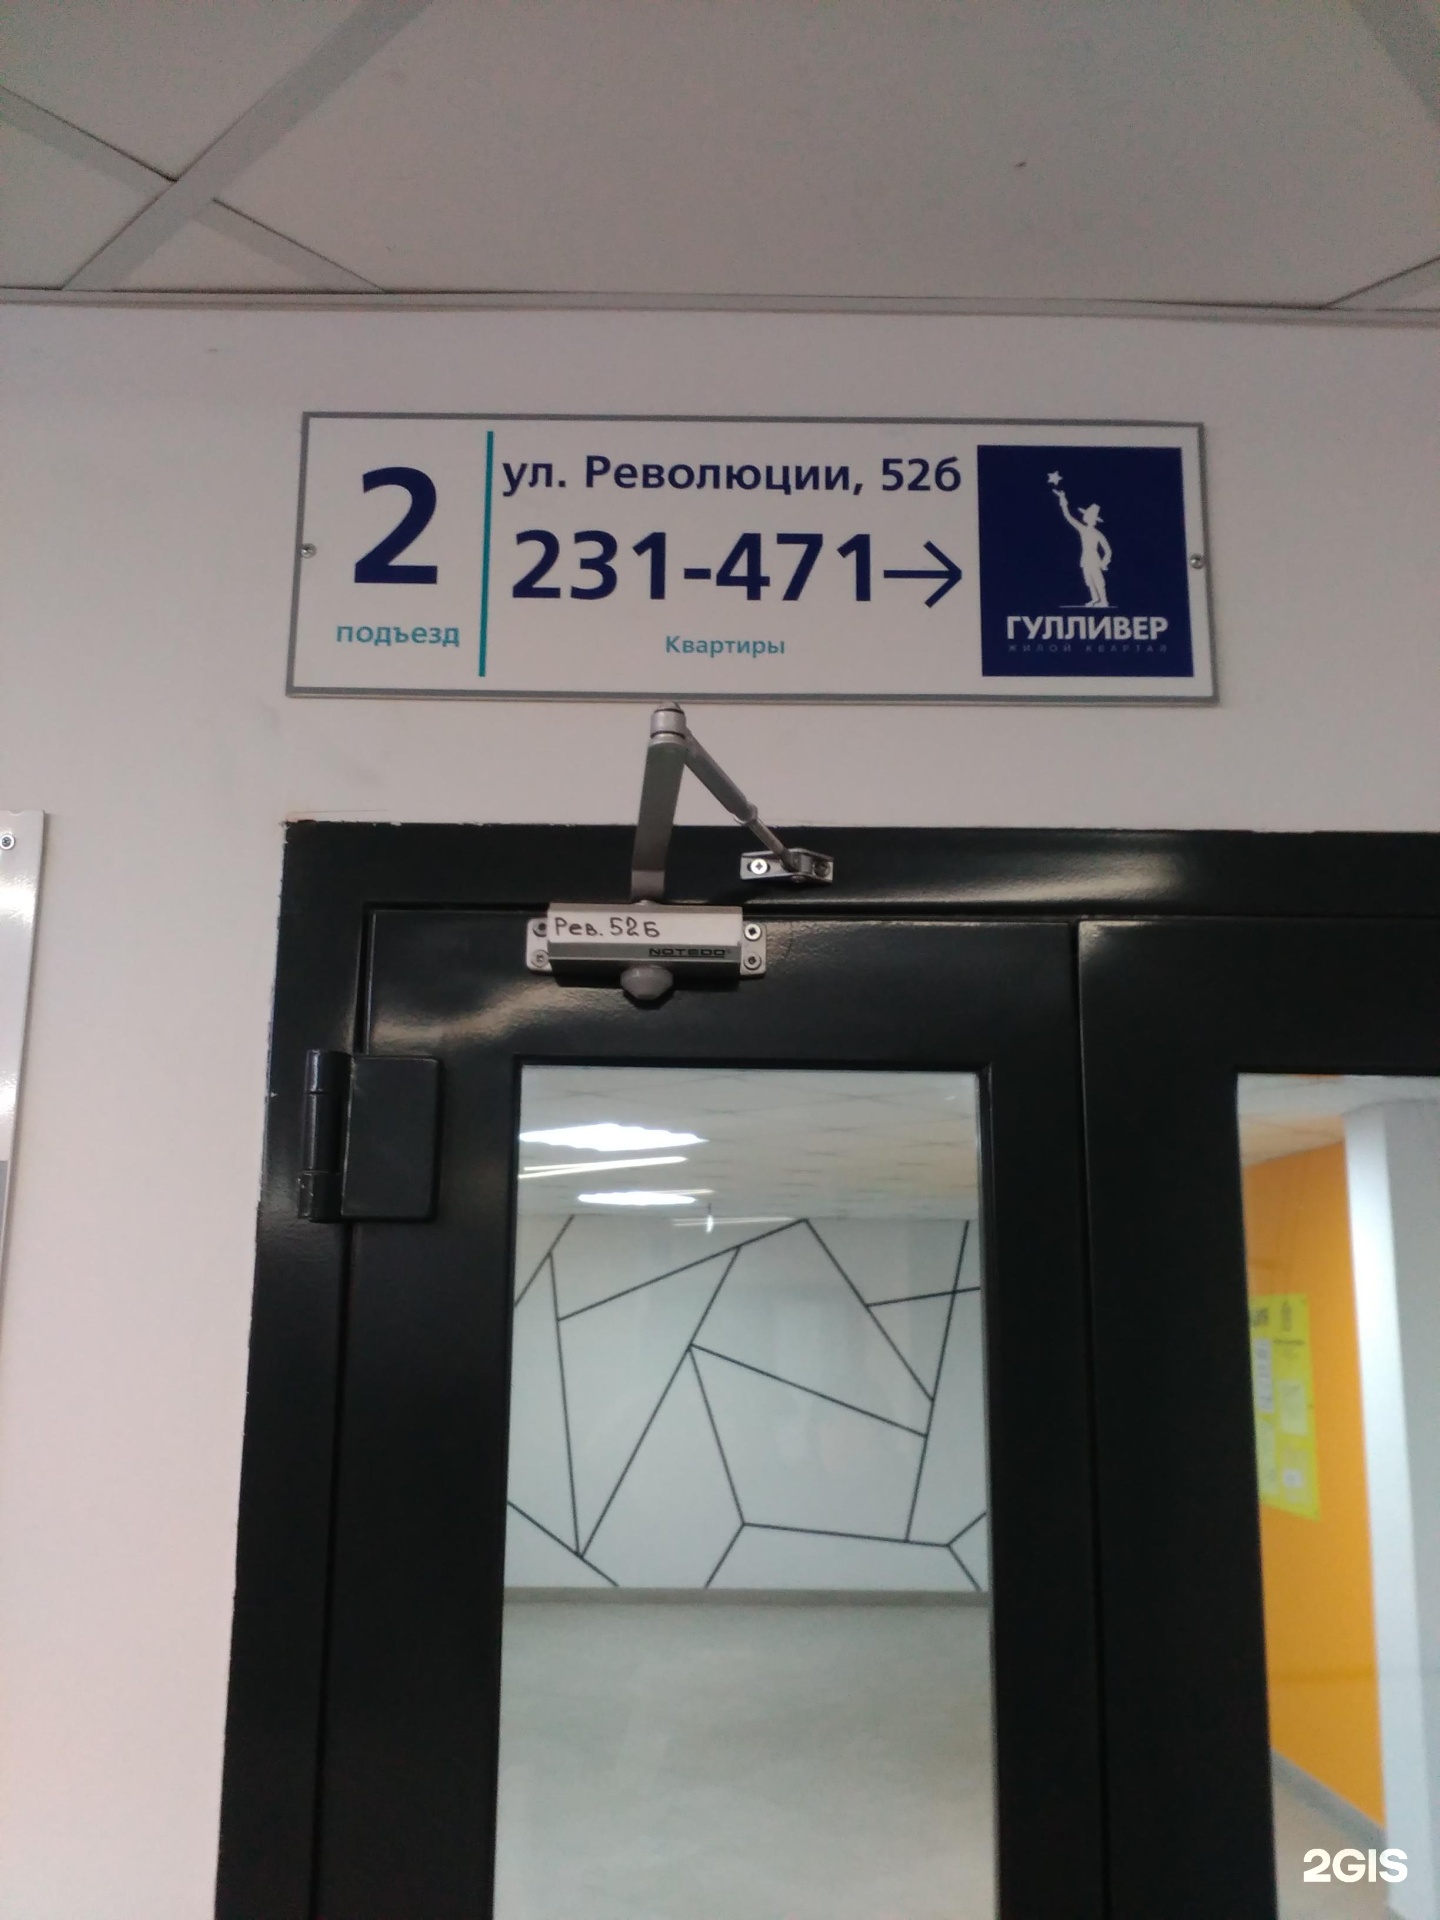 2
подъезд
ул. Революции, 52б
231-471→
Квартиры
ГУЛЛИВЕР
ЖИЛОЙ КВАРТАЛ
Рев. 52Б
NOTEDO
2GIS